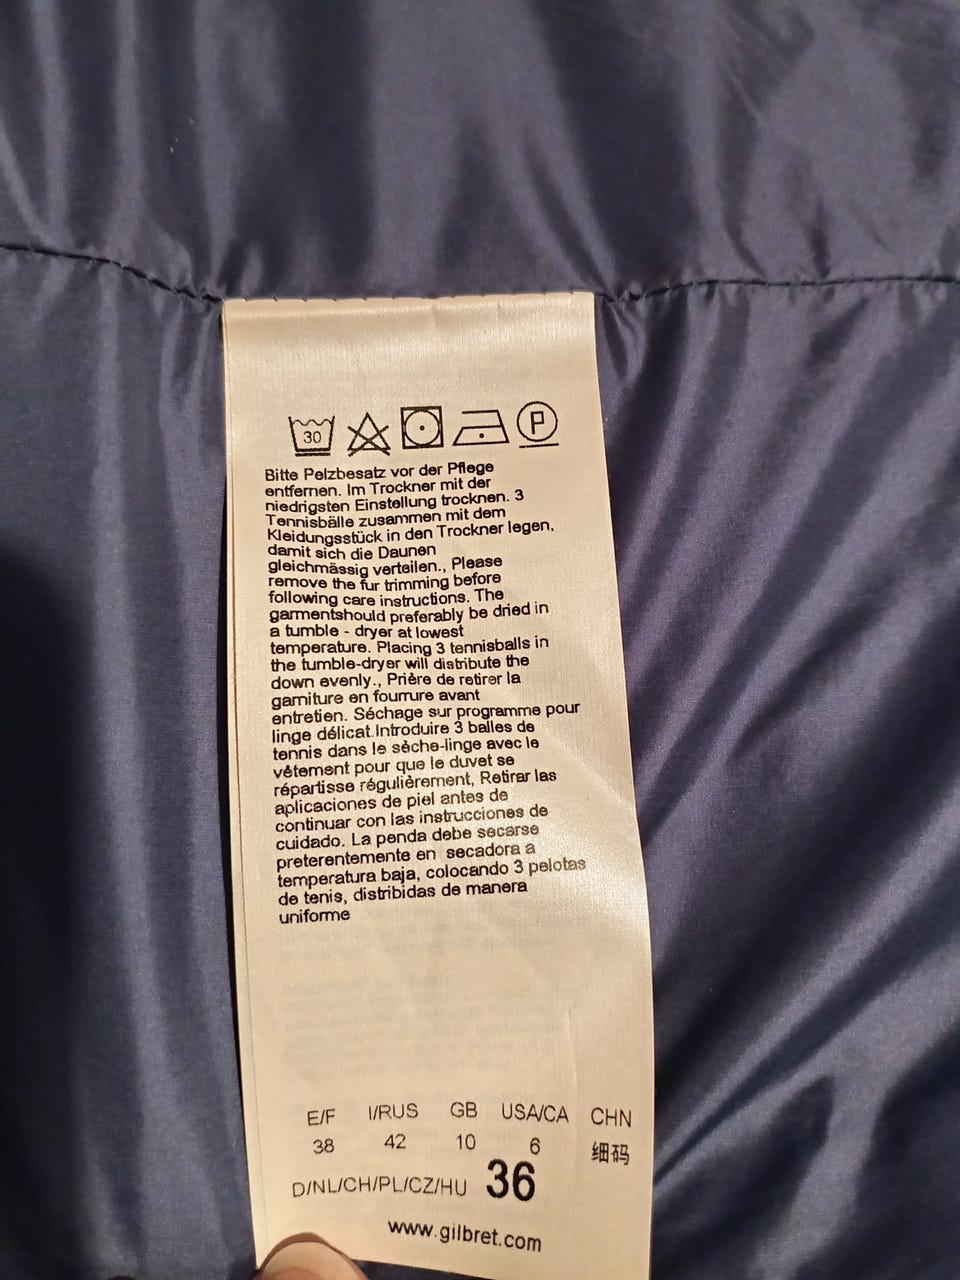 30
P
Bitte Pelzbesatz vor der Pflege
entfernen. Im Trockner mit der
niedrigsten Einstellung trocknen. 3
Tennisbälle zusammen mit dem
Kleidungsstück in den Trockner legen,
damit sich die Daunen
gleichmässig verteilen., Please
remove the fur trimming before
following care instructions. The
garmentshould preferably be dried in
a tumble - dryer at lowest
temperature. Placing 3 tennisballs in
the tumble-dryer will distribute the
down evenly., Prière de retirer la
garniture en fourrure avant
entretien. Séchage sur programme pour
linge délicat.Introduire 3 balles de
tennis dans le sèche-linge avec le
vêtement pour que le duvet se
répartisse régulièrement, Retirar las
aplicaciones de piel antes de
continuar con las instrucciones de
cuidado. La penda debe secarse
preterentemente en secadora a
temperatura baja, colocando 3 pelotas
de tenis, distribidas de manera
uniforme
E/F I/RUS GB USA/CA CHN
38 42 10 6 细码
D/NL/CH/PL/CZ/HU 36
www.gilbret.com